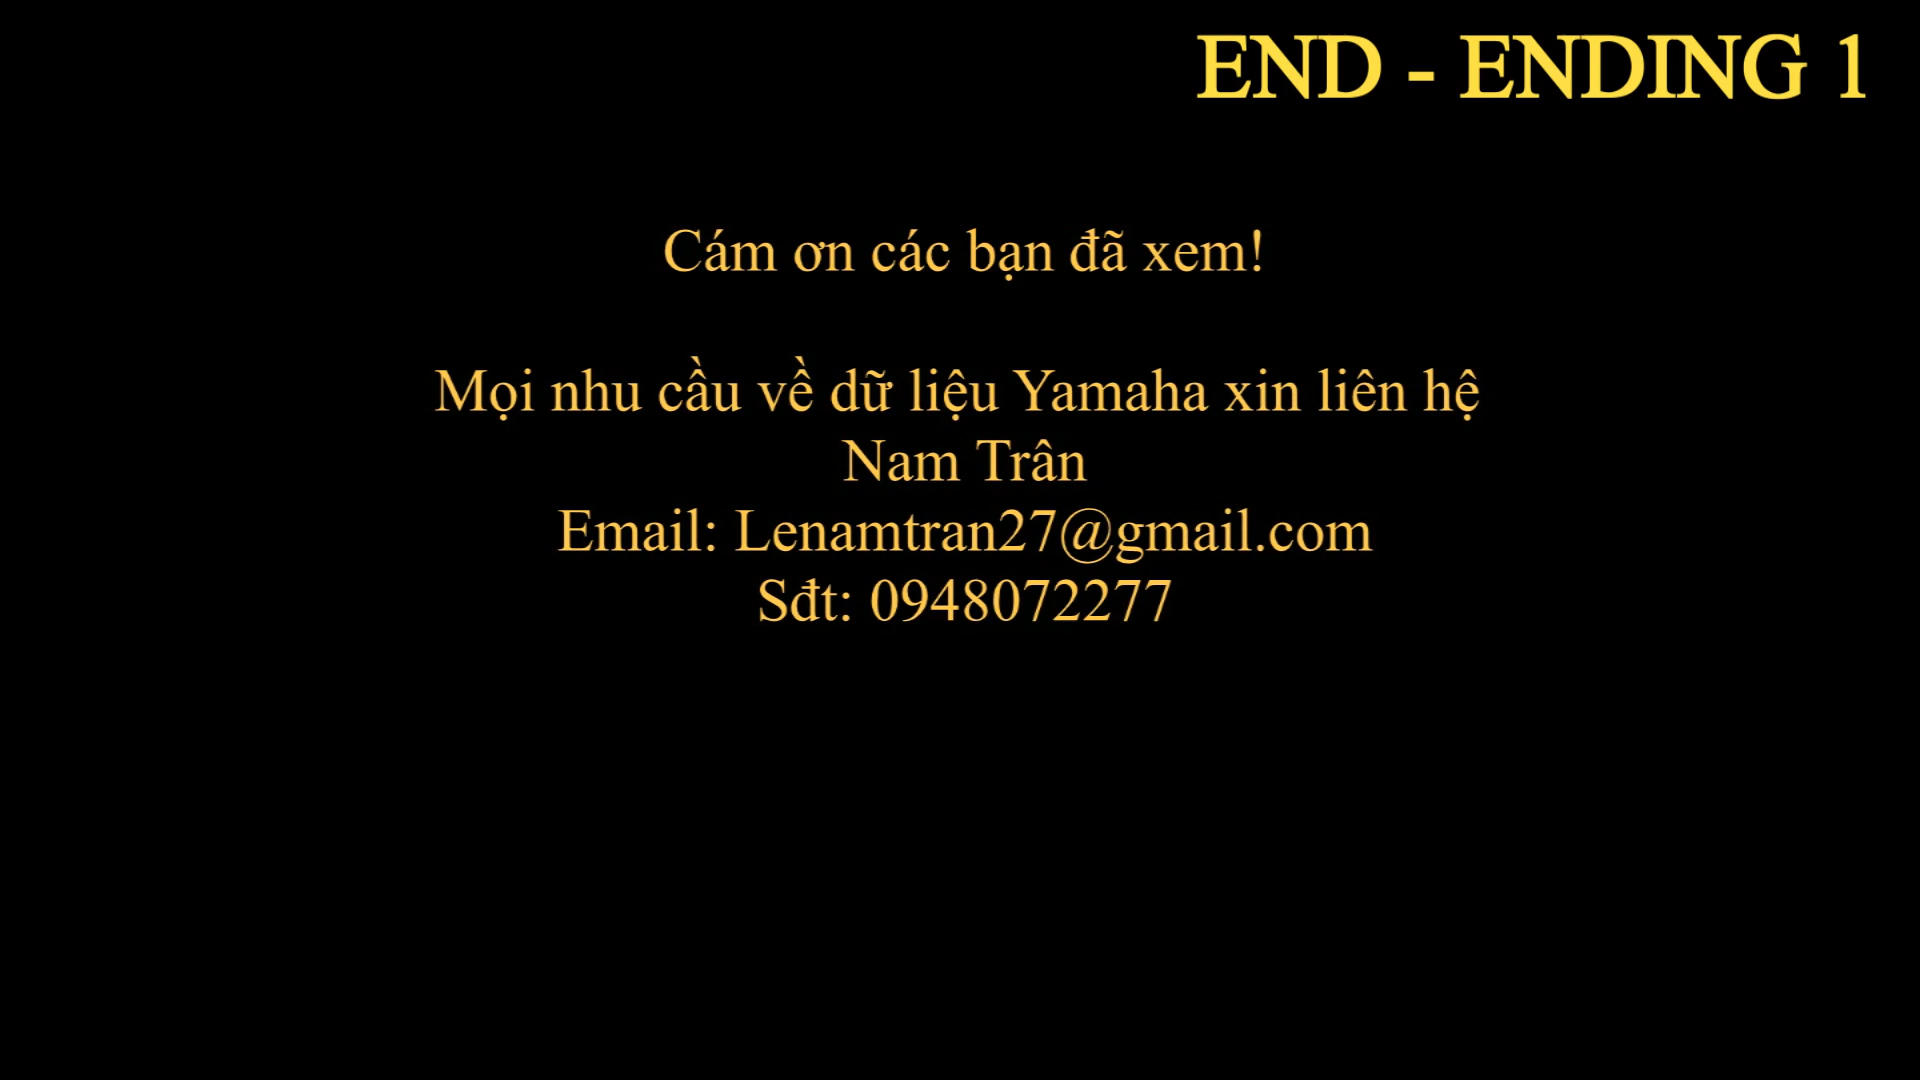 END - ENDING 1
Cám ơn các bạn đã xem!
Mọi nhu cầu về dữ liệu Yamaha xin liên hệ
Nam Trân
Email: Lenamtran27@gmail.com
Sđt: 0948072277